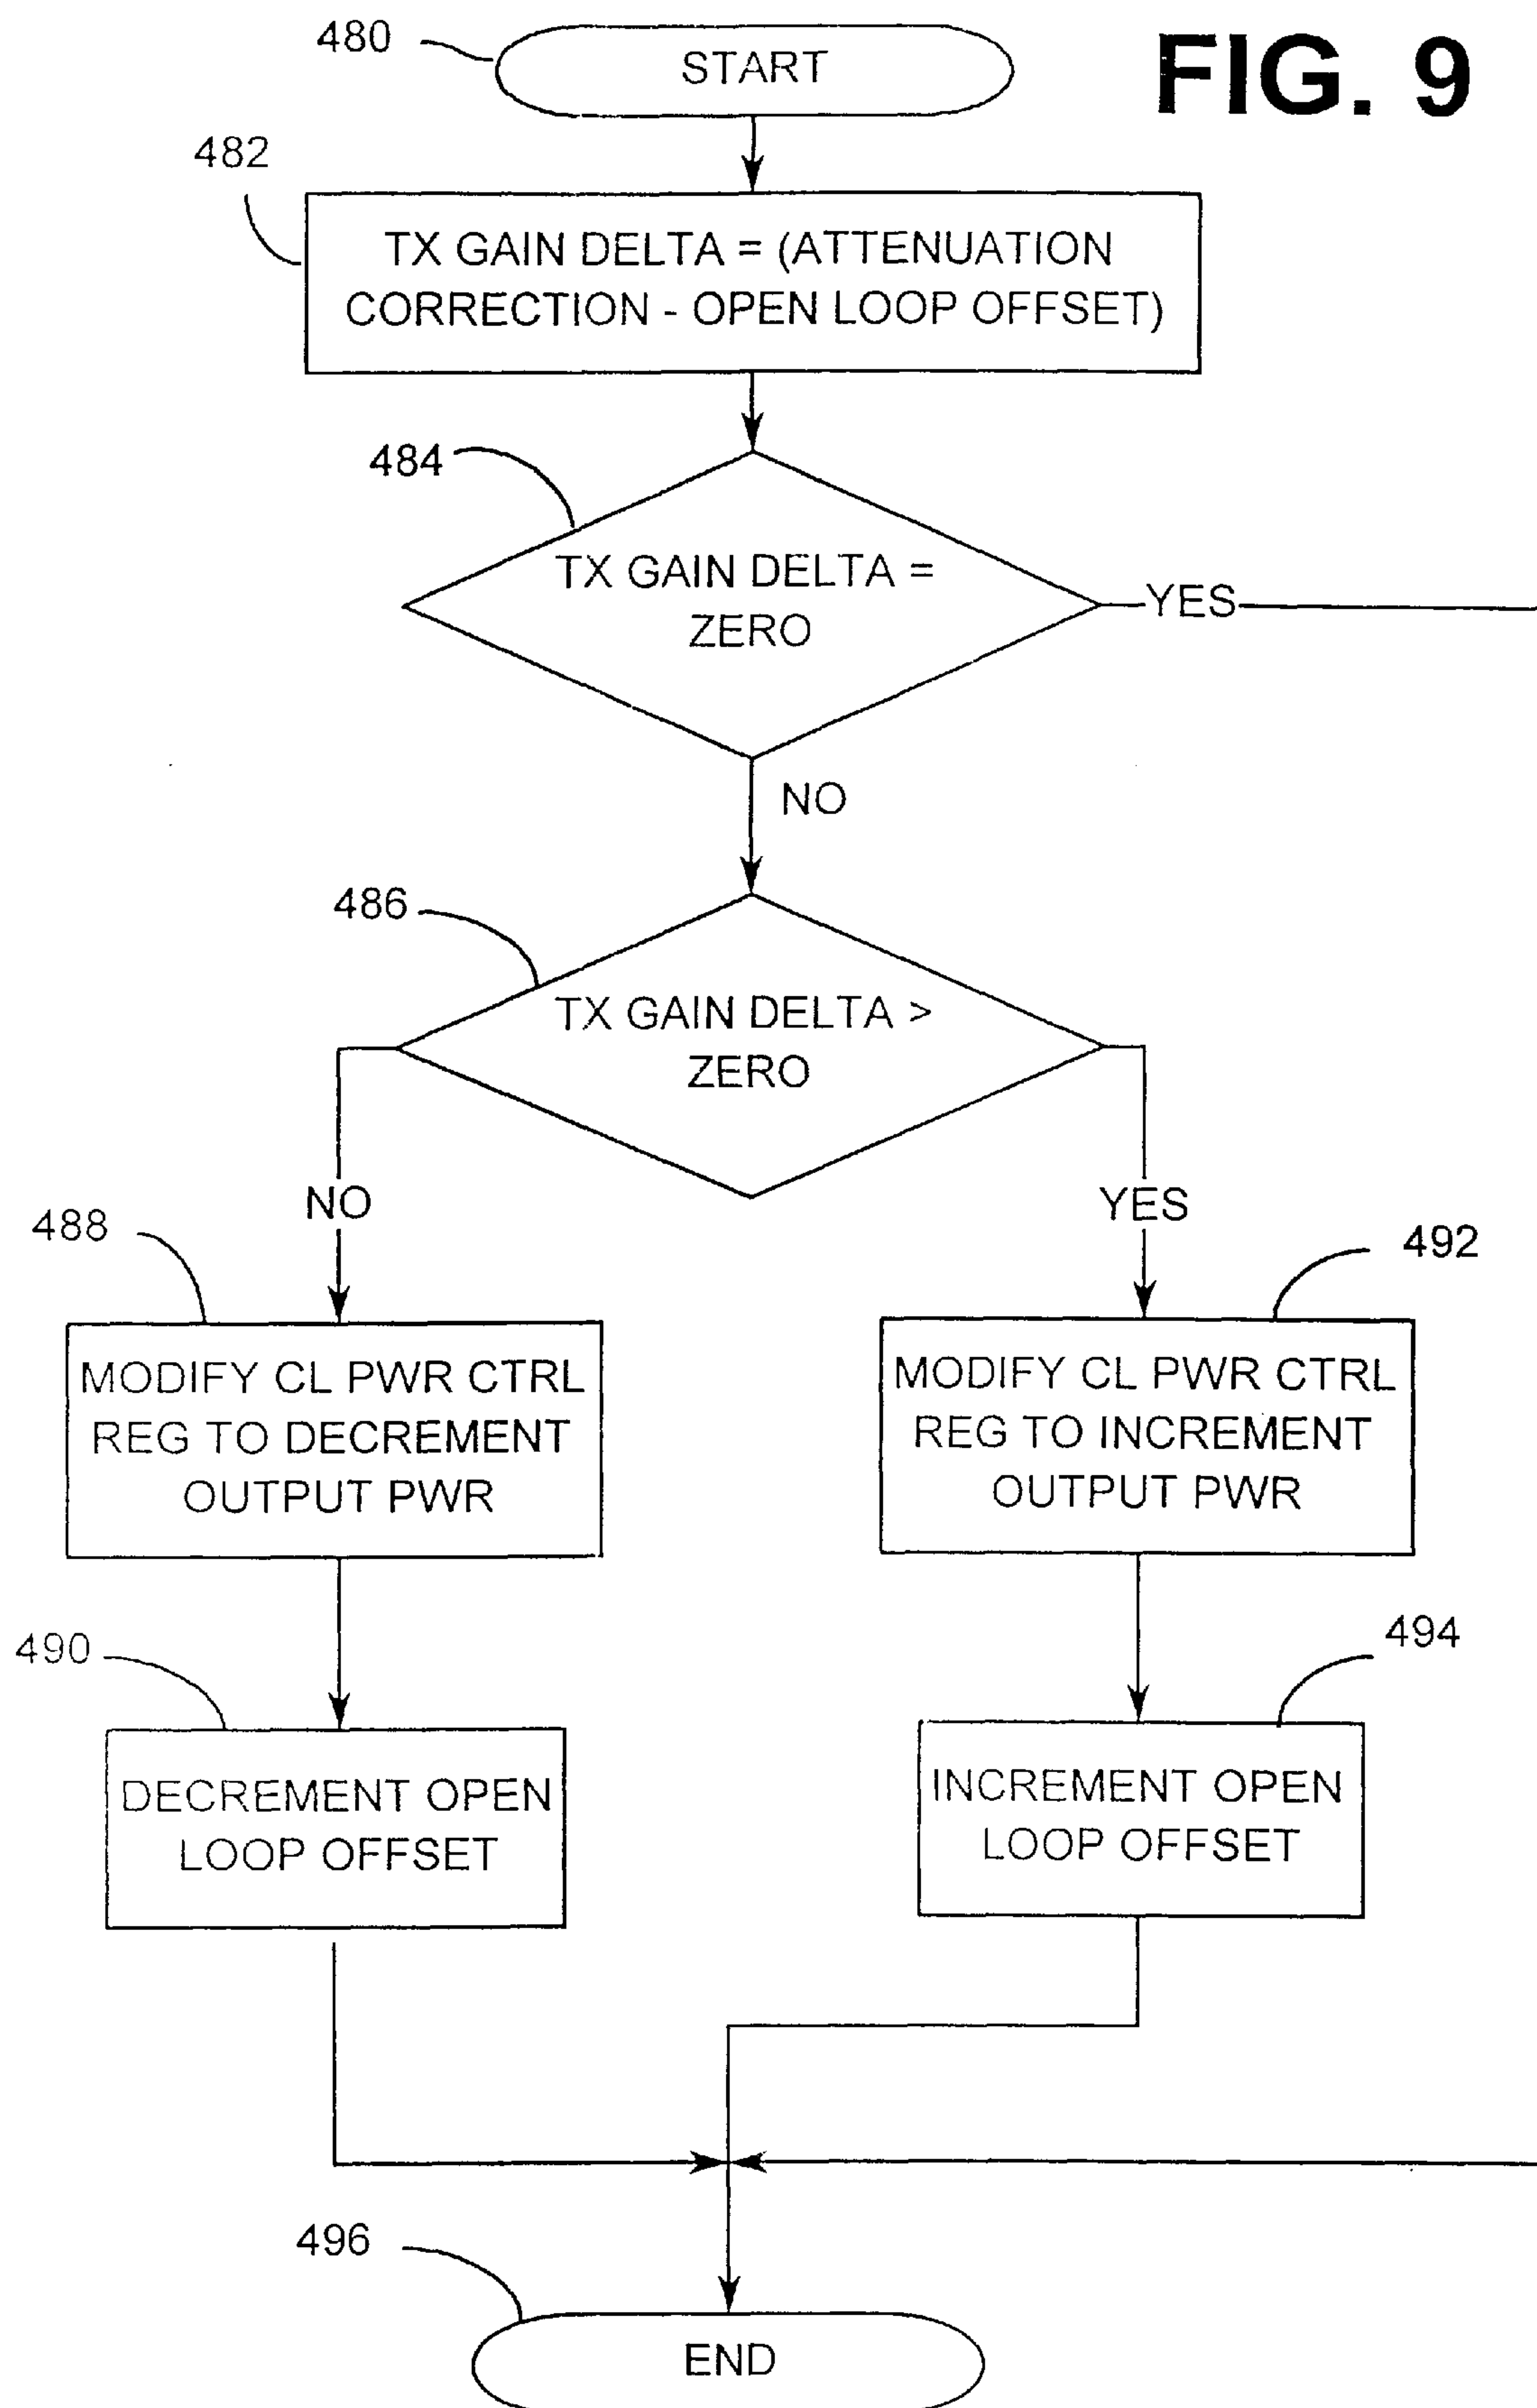 480
START
FIG. 9
482
TX GAIN DELTA = (ATTENUATION
CORRECTION - OPEN LOOP OFFSET)
484
TX GAIN DELTA =
ZERO
YES
NO
486
TX GAIN DELTA >
ZERO
NO
YES
488
492
MODIFY CL PWR CTRL
REG TO DECREMENT
OUTPUT PWR
MODIFY CL PWR CTRL
REG TO INCREMENT
OUTPUT PWR
490
494
DECREMENT OPEN
LOOP OFFSET
INCREMENT OPEN
LOOP OFFSET
496
END